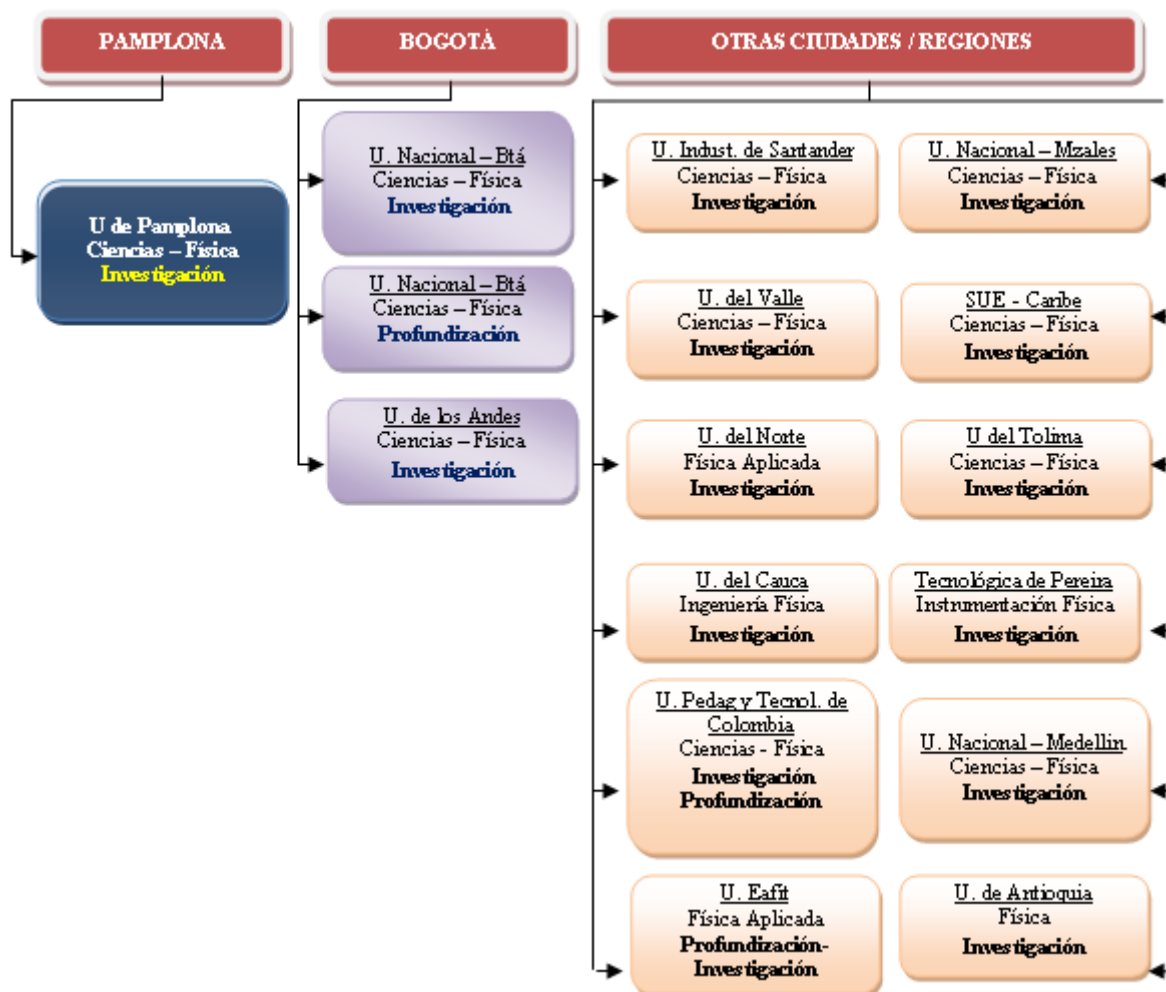 PAMPLONA
U de Pamplona
Ciencias – Física
Investigación
BOGOTÀ
U. Nacional – Btá
Ciencias – Física
Investigación
U. Nacional – Btá
Ciencias – Física
Profundización
U. de los Andes
Ciencias – Física
Investigación
OTRAS CIUDADES / REGIONES
U. Indust. de Santander
Ciencias – Física
Investigación
U. Nacional – Mzales
Ciencias – Física
Investigación
U. del Valle
Ciencias – Física
Investigación
SUE - Caribe
Ciencias – Física
Investigación
U. del Norte
Física Aplicada
Investigación
U del Tolima
Ciencias – Física
Investigación
U. del Cauca
Ingeniería Física
Investigación
Tecnológica de Pereira
Instrumentación Física
Investigación
U. Pedag y Tecnol. de
Colombia
Ciencias - Física
Investigación
Profundización
U. Nacional – Medellin
Ciencias – Física
Investigación
U. Eafit
Física Aplicada
Profundización-
Investigación
U. de Antioquia
Física
Investigación